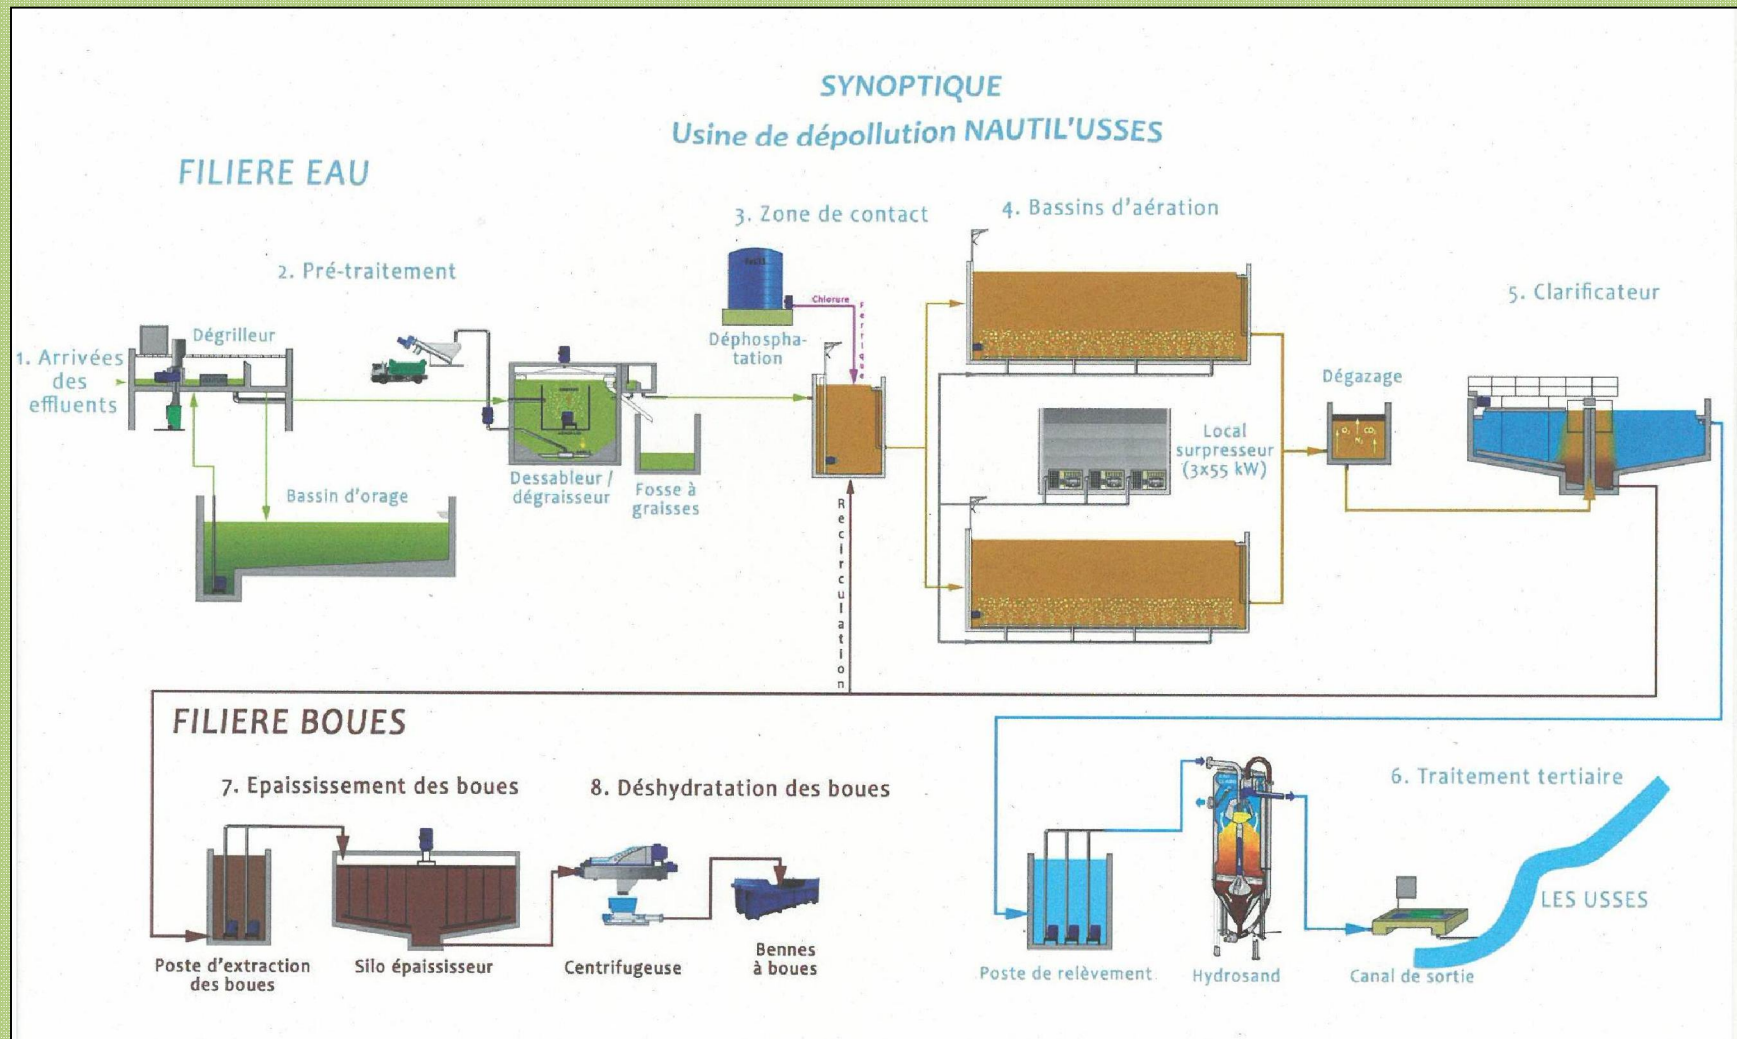 SYNOPTIQUE
Usine de dépollution NAUTIL'USSES
FILIERE EAU
1. Arrivées
des
effluents
2. Pré-traitement
Dégrilleur
Bassin d'orage
Dessableur /
dégraisseur
Fosse à
graisses
3. Zone de contact
Chlorure
Ferrique
Déphospha-
tation
Recirculation
4. Bassins d'aération
Local
surpresseur
(3x55 kW)
Dégazage
O₂
CO₂
N₂
5. Clarificateur
FILIERE BOUES
7. Epaississement des boues
8. Déshydratation des boues
Poste d'extraction
des boues
Silo épaississeur
Centrifugeuse
Bennes
à boues
6. Traitement tertiaire
LES USSES
Poste de relèvement
Hydrosand
Canal de sortie